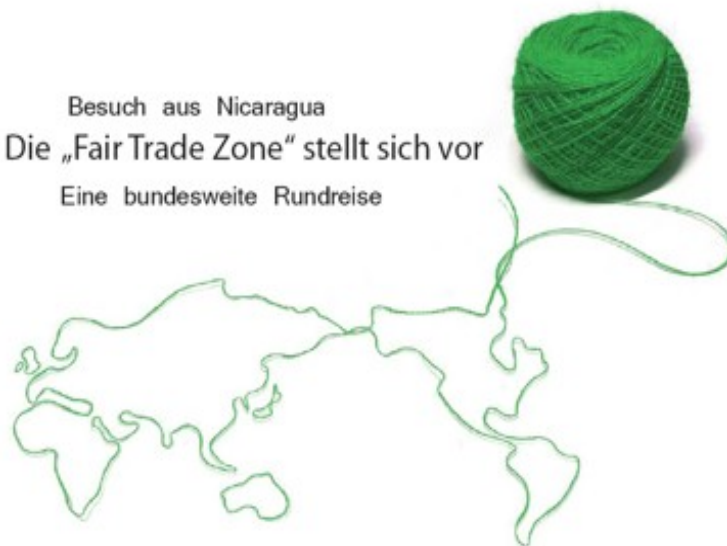 Besuch aus Nicaragua
Die „Fair Trade Zone“ stellt sich vor
Eine bundesweite Rundreise